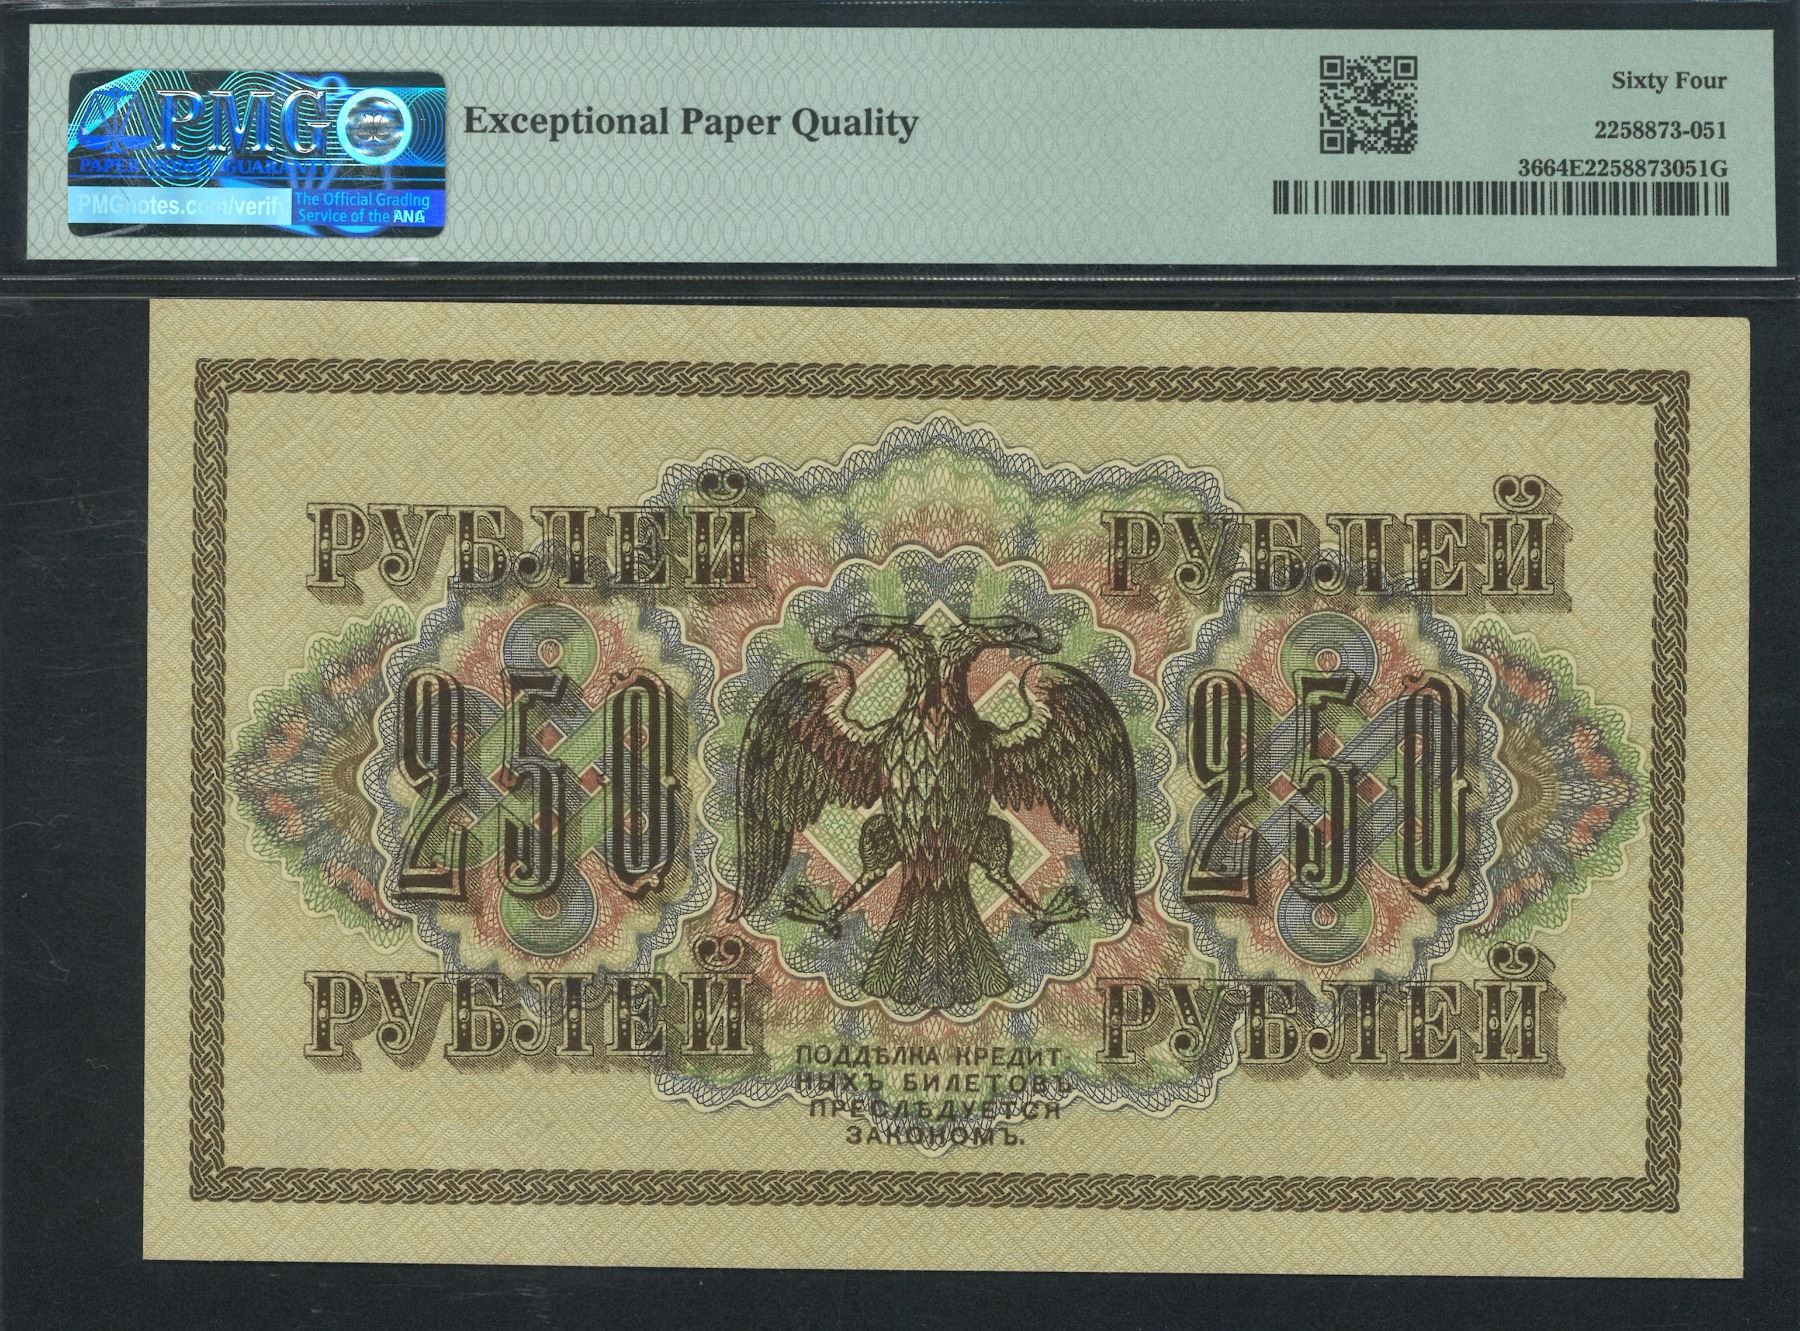 PMG
PAPER MONEY GUARANTY
PMGnotes.com/verify
The Official Grading
Service of the ANA
Exceptional Paper Quality
Sixty Four
2258873-051
3664E2258873051G
РУБЛЕЙ РУБЛЕЙ
250 250
РУБЛЕЙ РУБЛЕЙ
ПОДДѢЛКА КРЕДИТ-
НЫХЪ БИЛЕТОВЪ
ПРЕСЛѢДУЕТСЯ
ЗАКОНОМЪ.